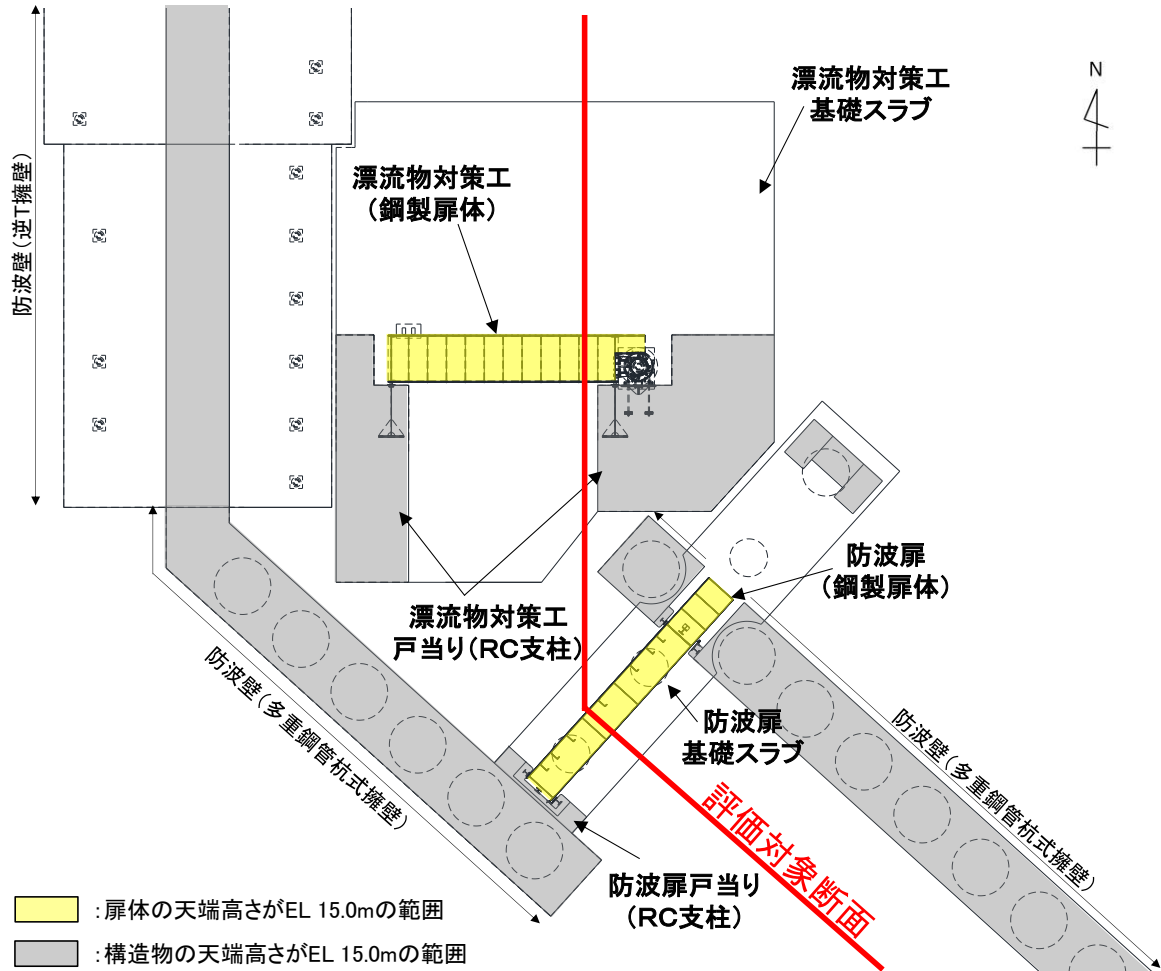 N
漂流物対策工
基礎スラブ
防波壁(逆T擁壁)
漂流物対策工
(鋼製扉体)
防波扉
(鋼製扉体)
漂流物対策工
戸当り(RC支柱)
防波壁(多重鋼管杭式擁壁)
防波扉
基礎スラブ
防波壁(多重鋼管杭式擁壁)
評価対象断面
防波扉戸当り
(RC支柱)
:扉体の天端高さがEL 15.0mの範囲
:構造物の天端高さがEL 15.0mの範囲